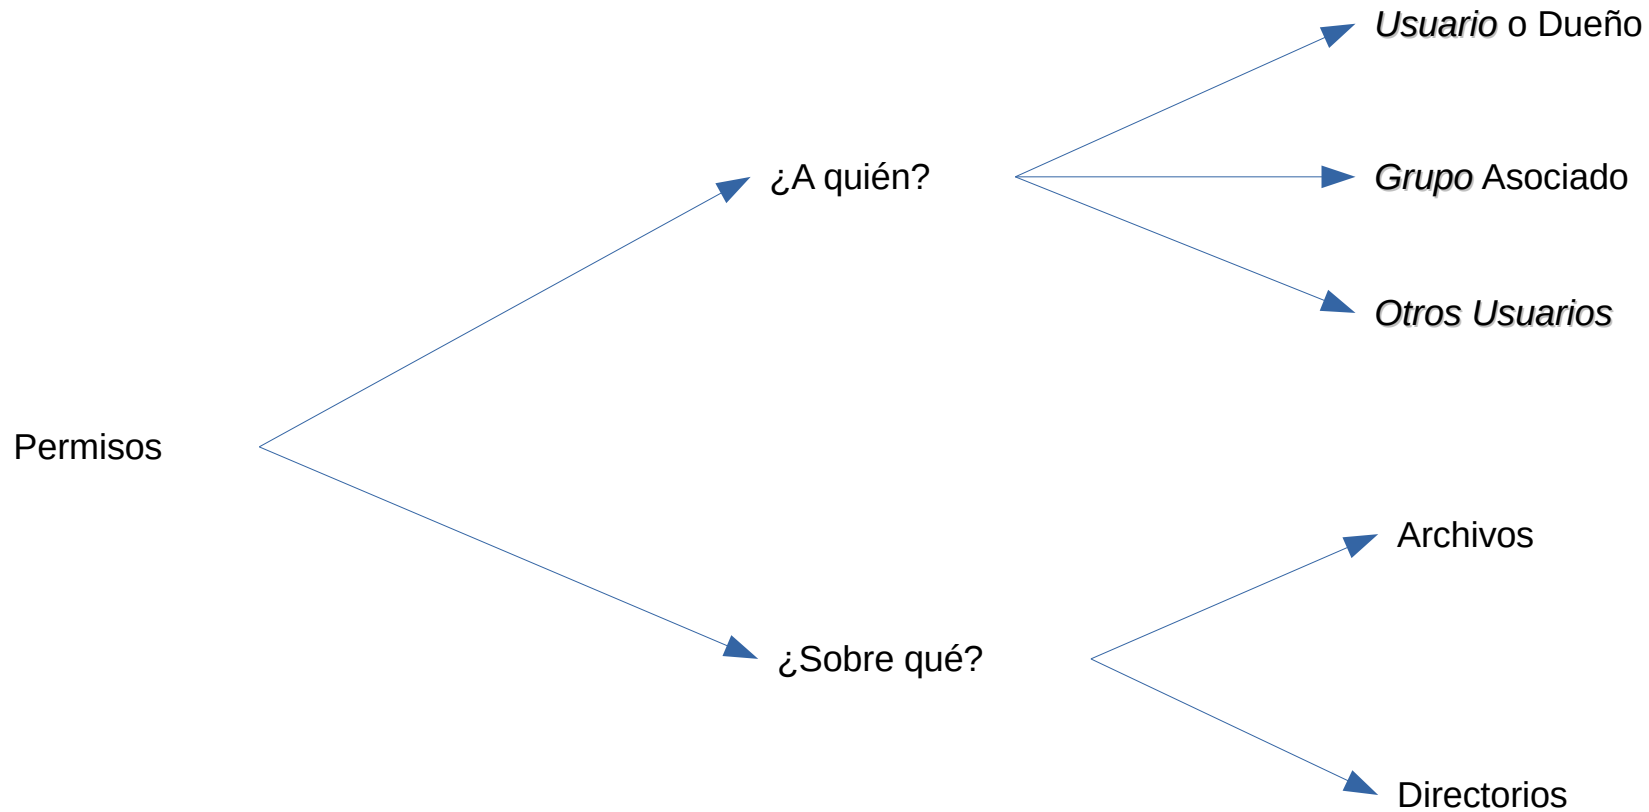 Usuario o Dueño
¿A quién?
Grupo Asociado
Otros Usuarios
Permisos
Archivos
¿Sobre qué?
Directorios